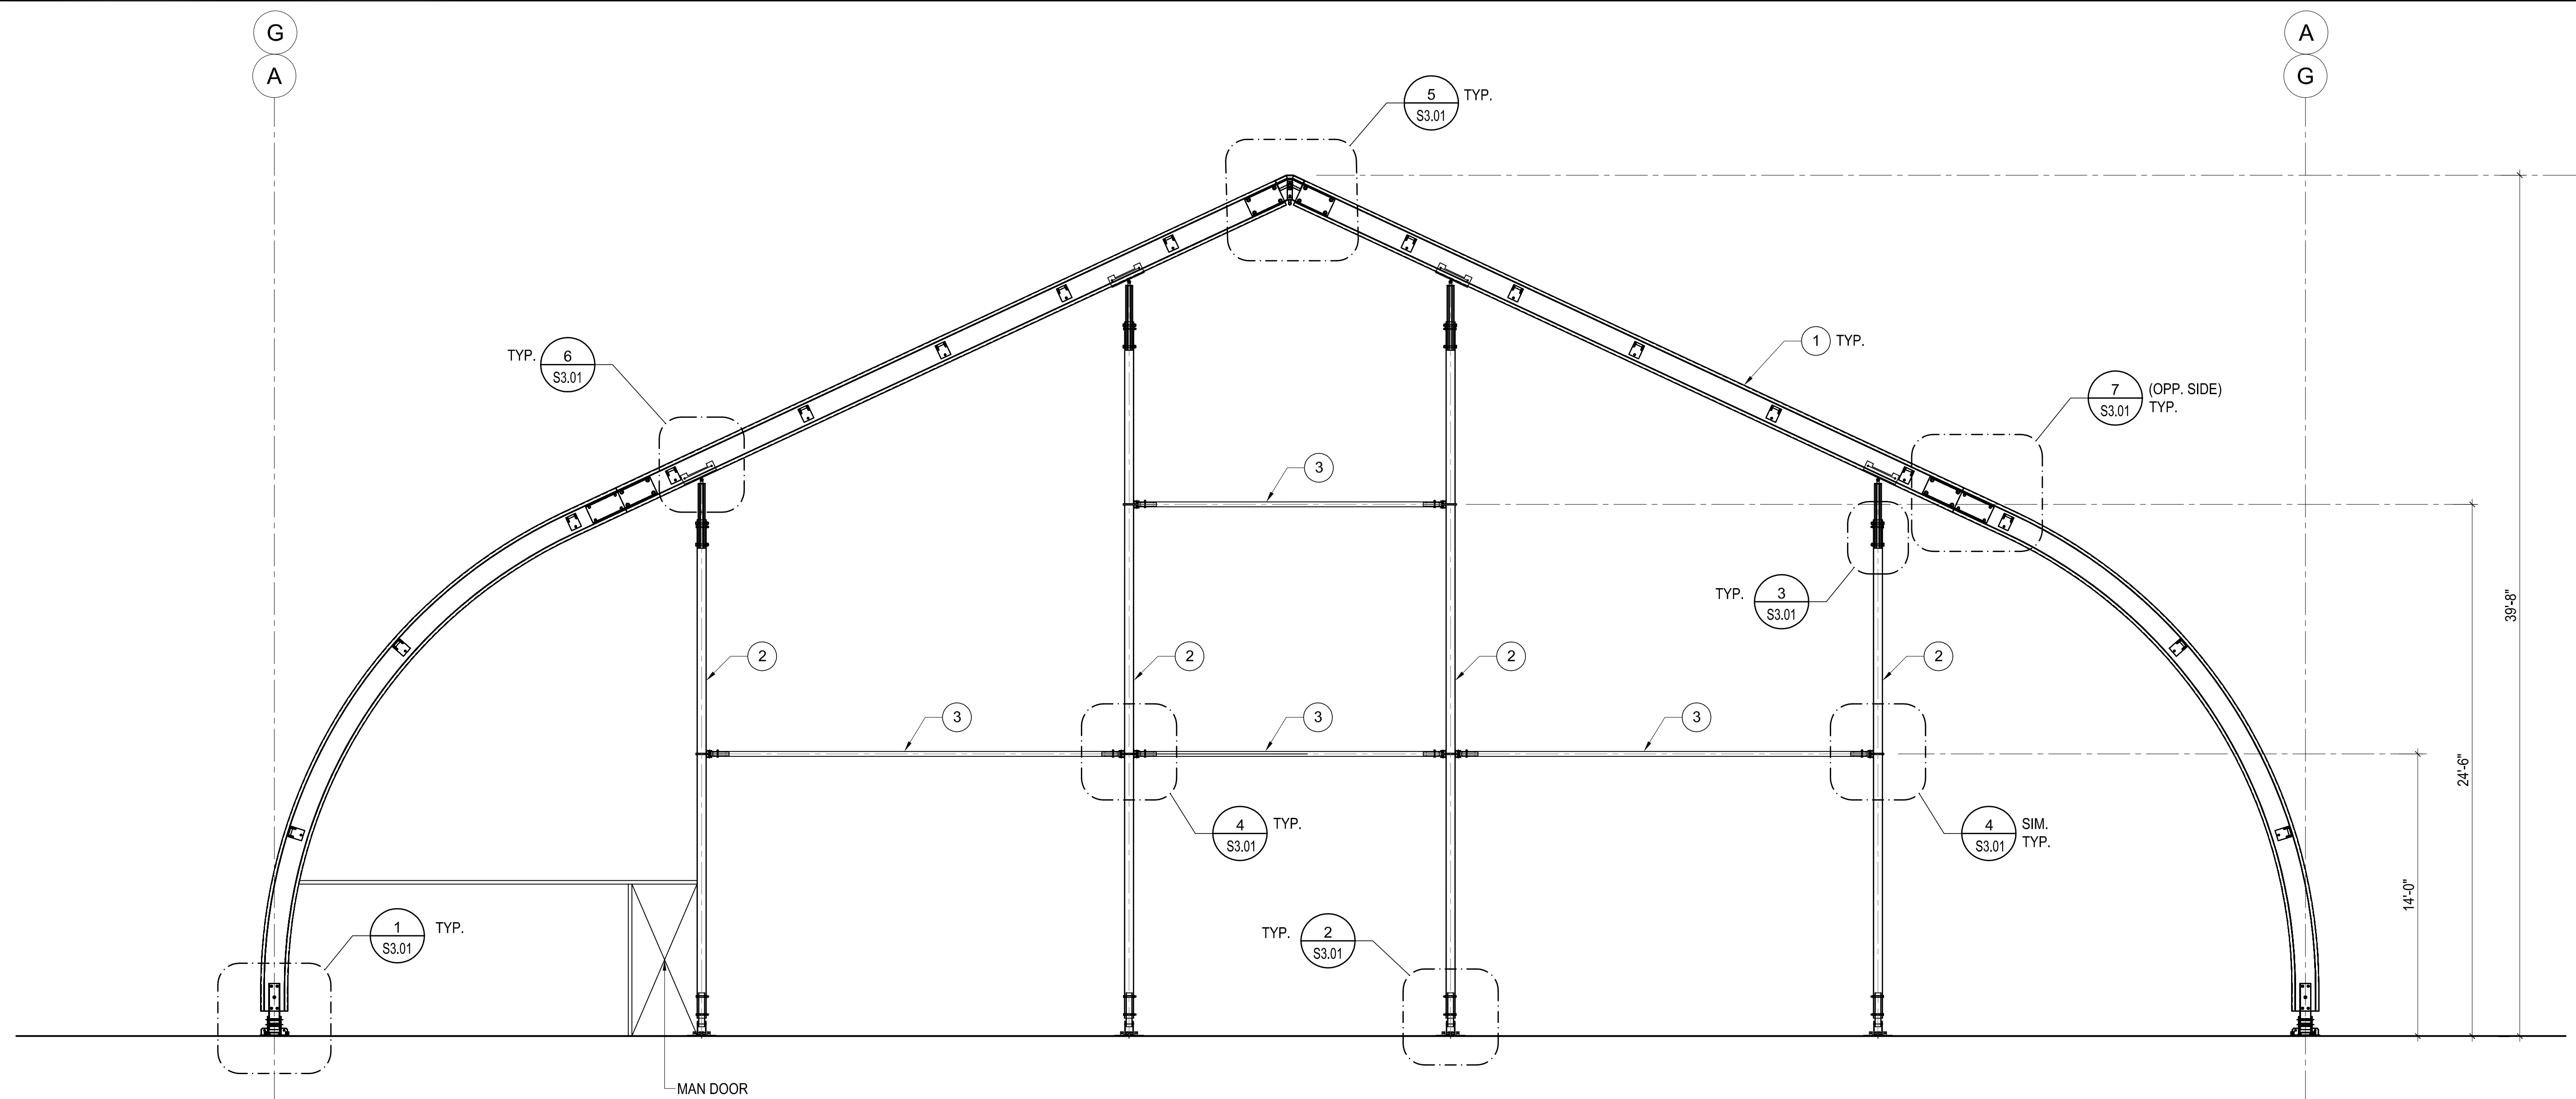 G
A
A
G
5
S3.01
TYP.
1
TYP.
TYP.
6
S3.01
7
S3.01
(OPP. SIDE)
TYP.
3
TYP.
3
S3.01
39'-8"
24'-6"
14'-0"
2
2
2
2
3
3
3
4
S3.01
TYP.
4
S3.01
SIM.
TYP.
1
S3.01
TYP.
TYP.
2
S3.01
MAN DOOR